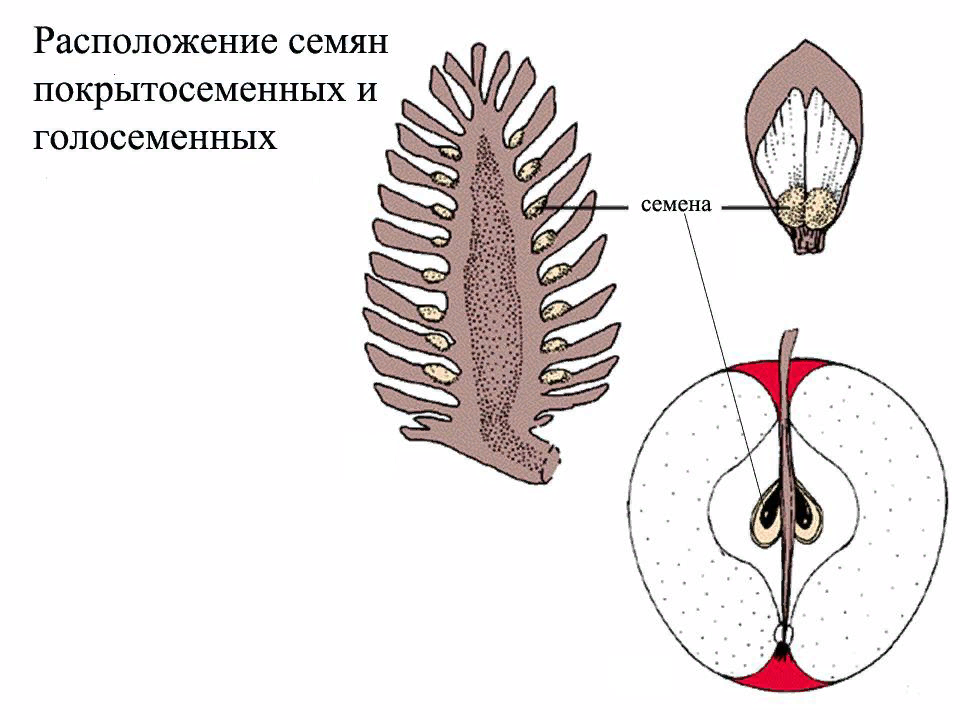 Расположение семян
покрытосеменных и
голосеменных
семена